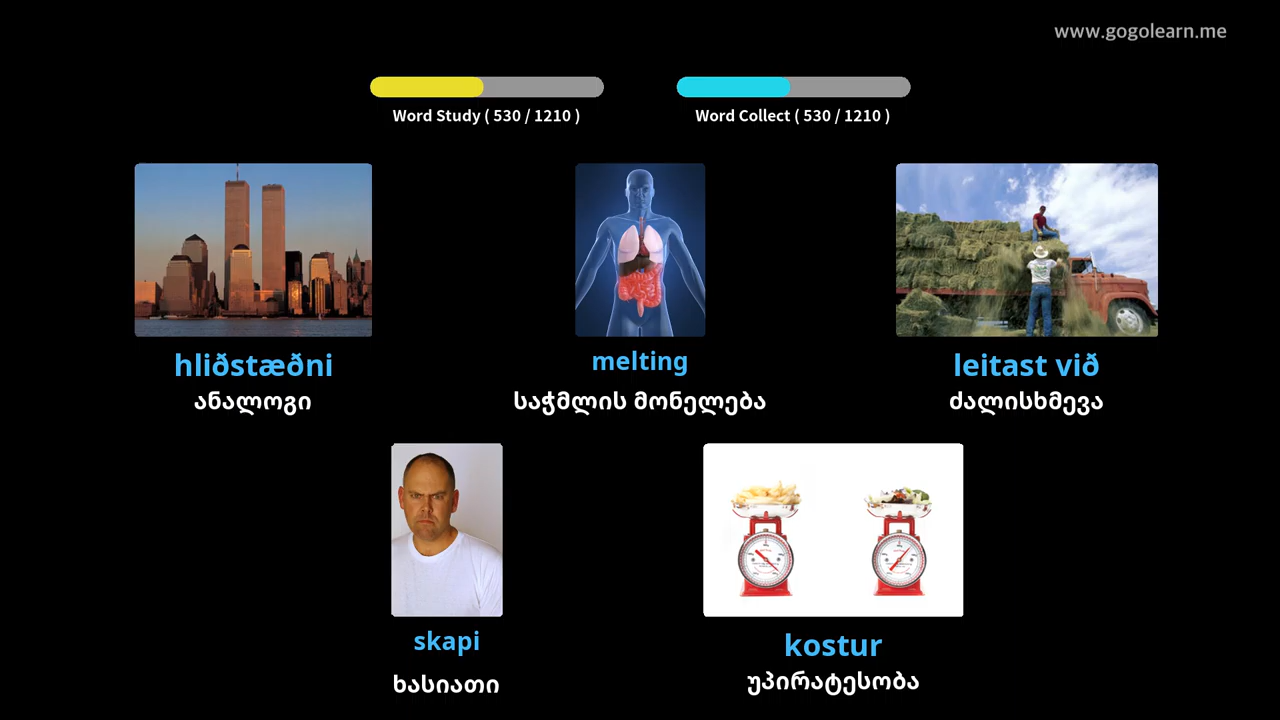 www.gogolearn.me
Word Study ( 530 / 1210 )
Word Collect ( 530 / 1210 )
hliðstæðni
ანალოგი
melting
საჭმლის მონელება
leitast við
ძალისხმევა
skapi
ხასიათი
kostur
უპირატესობა